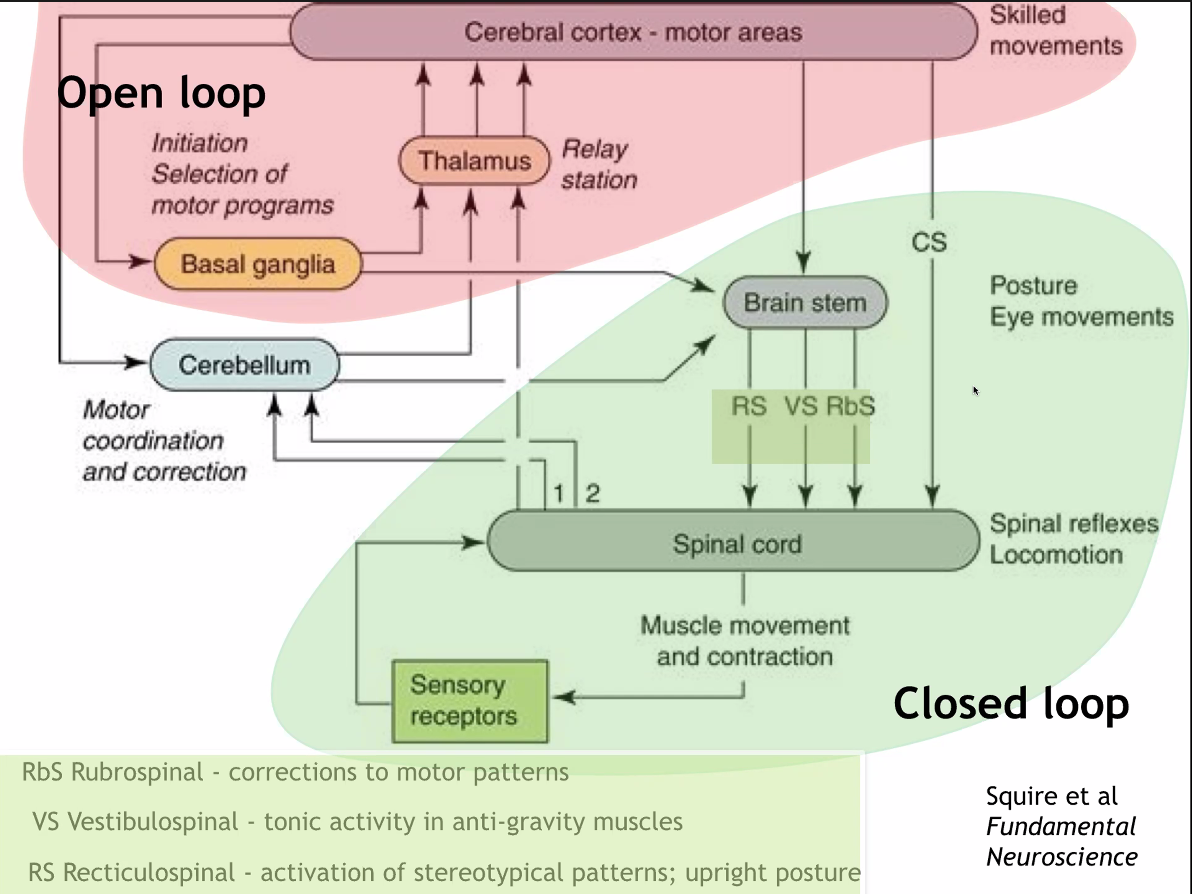 Cerebral cortex - motor areas
Skilled
movements
Open loop
Initiation
Selection of
motor programs
Thalamus
Relay
station
Basal ganglia
CS
Brain stem
Posture
Eye movements
Cerebellum
Motor
coordination
and correction
RS VS RbS
1 2
Spinal cord
Spinal reflexes
Locomotion
Muscle movement
and contraction
Sensory
receptors
Closed loop
RbS Rubrospinal - corrections to motor patterns
VS Vestibulospinal - tonic activity in anti-gravity muscles
RS Recticulospinal - activation of stereotypical patterns; upright posture
Squire et al
Fundamental
Neuroscience